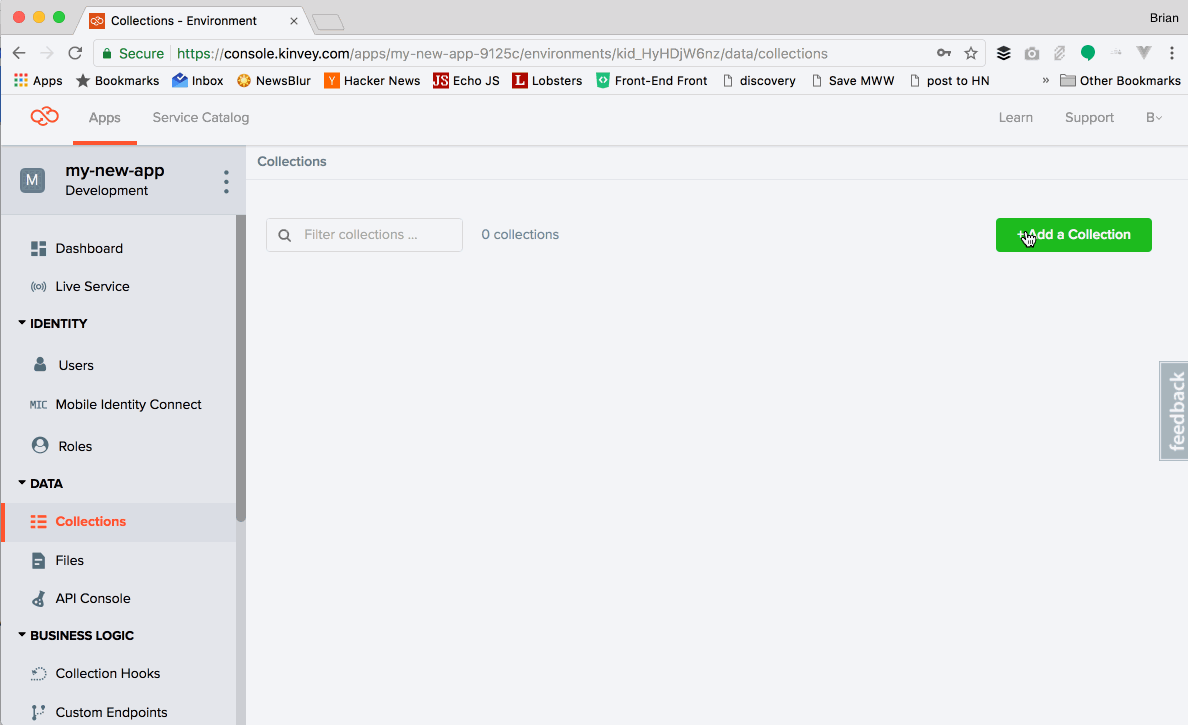 Collections - Environment
Brian
Secure https://console.kinvey.com/apps/my-new-app-9125c/environments/kid_HyHDjW6nz/data/collections
Apps Bookmarks Inbox NewsBlur Y Hacker News JS Echo JS L Lobsters Front-End Front discovery Save MWW post to HN » Other Bookmarks
Apps Service Catalog Learn Support B
M my-new-app
Development
Collections
Filter collections ... 0 collections + Add a Collection
Dashboard
Live Service
IDENTITY
Users
MIC Mobile Identity Connect
Roles
DATA
Collections
Files
API Console
BUSINESS LOGIC
Collection Hooks
Custom Endpoints
feedback